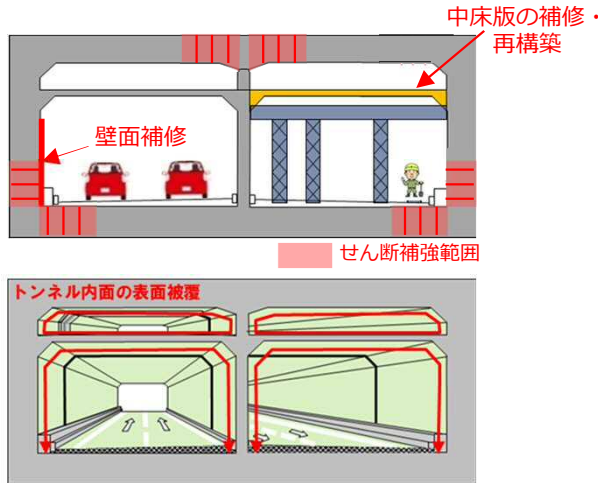 中床版の補修・
再構築
壁面補修
せん断補強範囲
トンネル内面の表面被覆